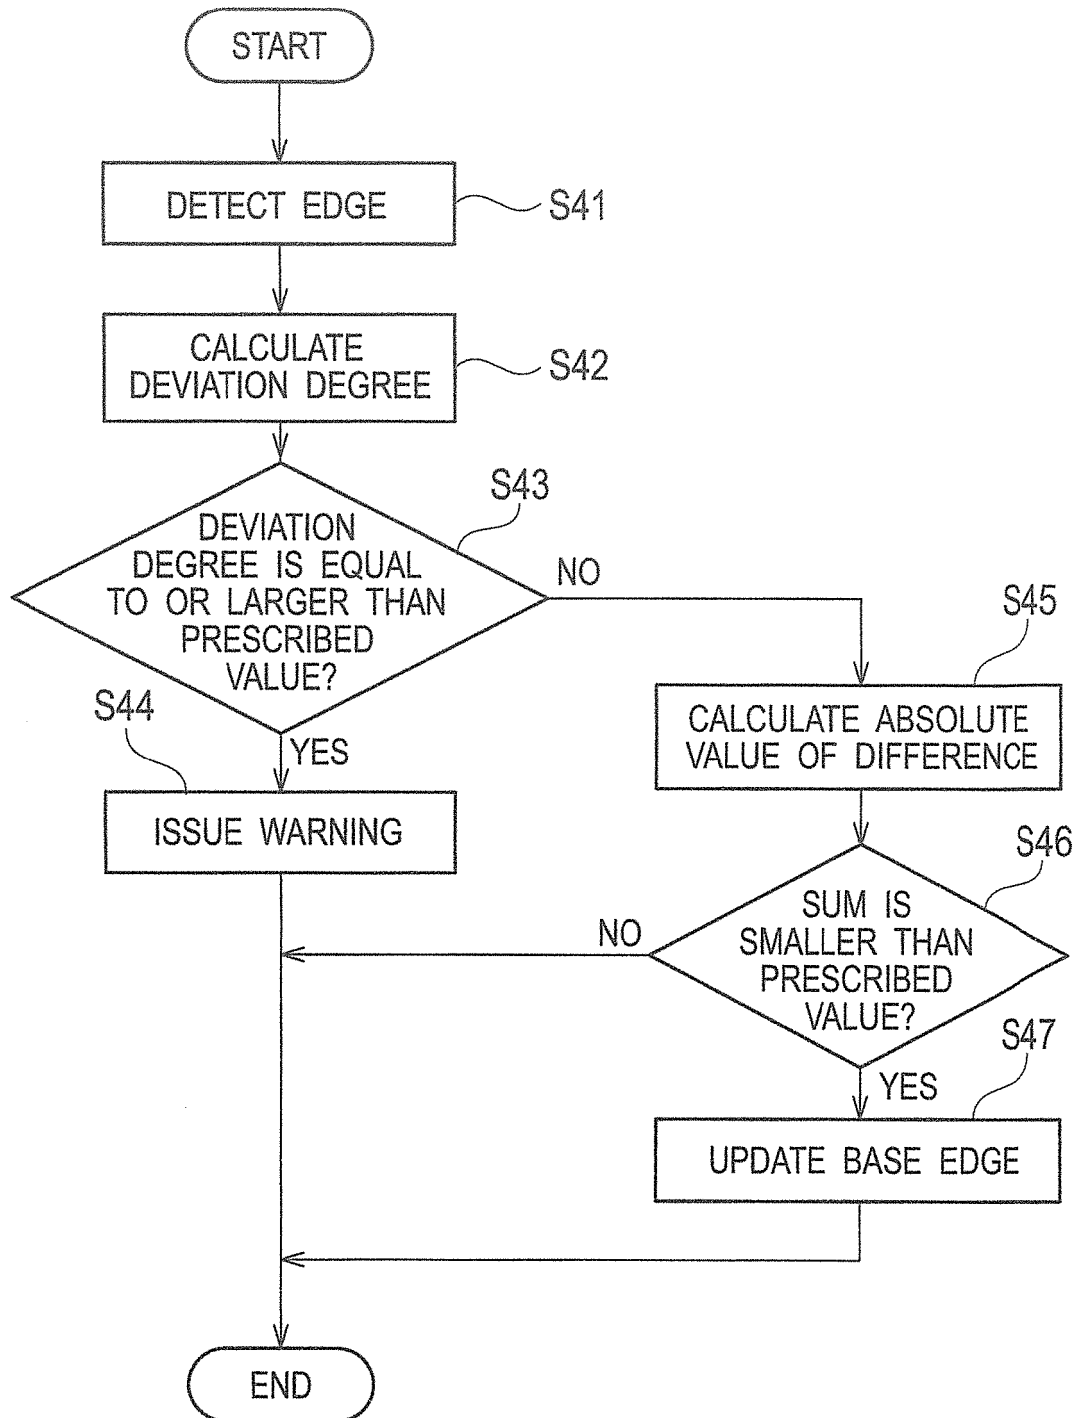 START
DETECT EDGE
S41
CALCULATE
DEVIATION DEGREE
S42
S43
DEVIATION
DEGREE IS EQUAL
TO OR LARGER THAN
PRESCRIBED
VALUE?
NO
YES
S44
ISSUE WARNING
S45
CALCULATE ABSOLUTE
VALUE OF DIFFERENCE
S46
SUM IS
SMALLER THAN
PRESCRIBED
VALUE?
NO
YES
S47
UPDATE BASE EDGE
END